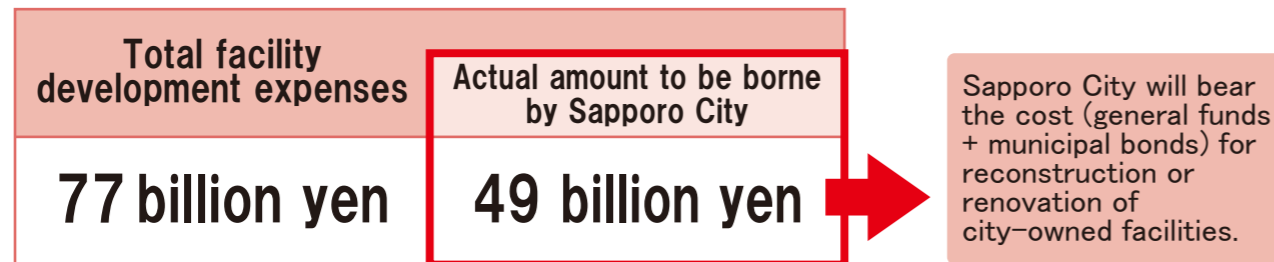 Total facility
development expenses
Actual amount to be borne
by Sapporo City
77 billion yen
49 billion yen
Sapporo City will bear
the cost (general funds
+ municipal bonds) for
reconstruction or
renovation of
city-owned facilities.